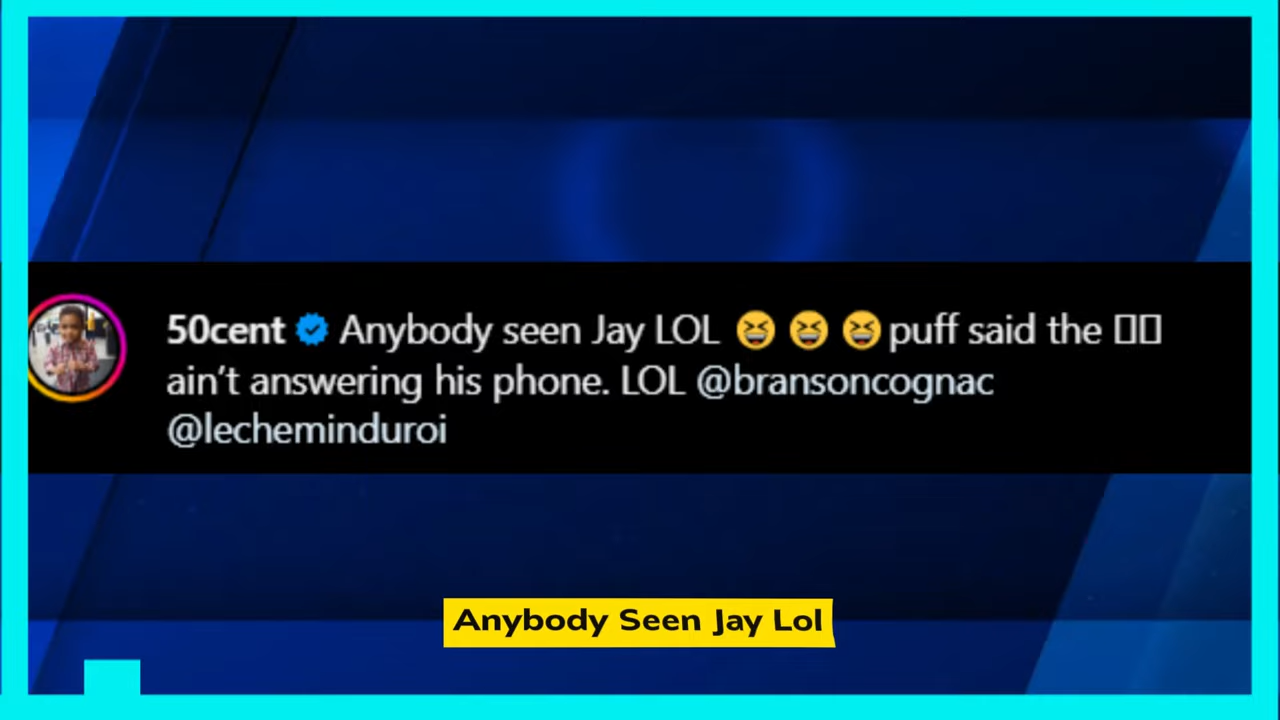 50cent Anybody seen Jay LOL 😆 😆 😆 puff said the ▯▯
ain't answering his phone. LOL @bransoncognac
@lecheminduroi
Anybody Seen Jay Lol